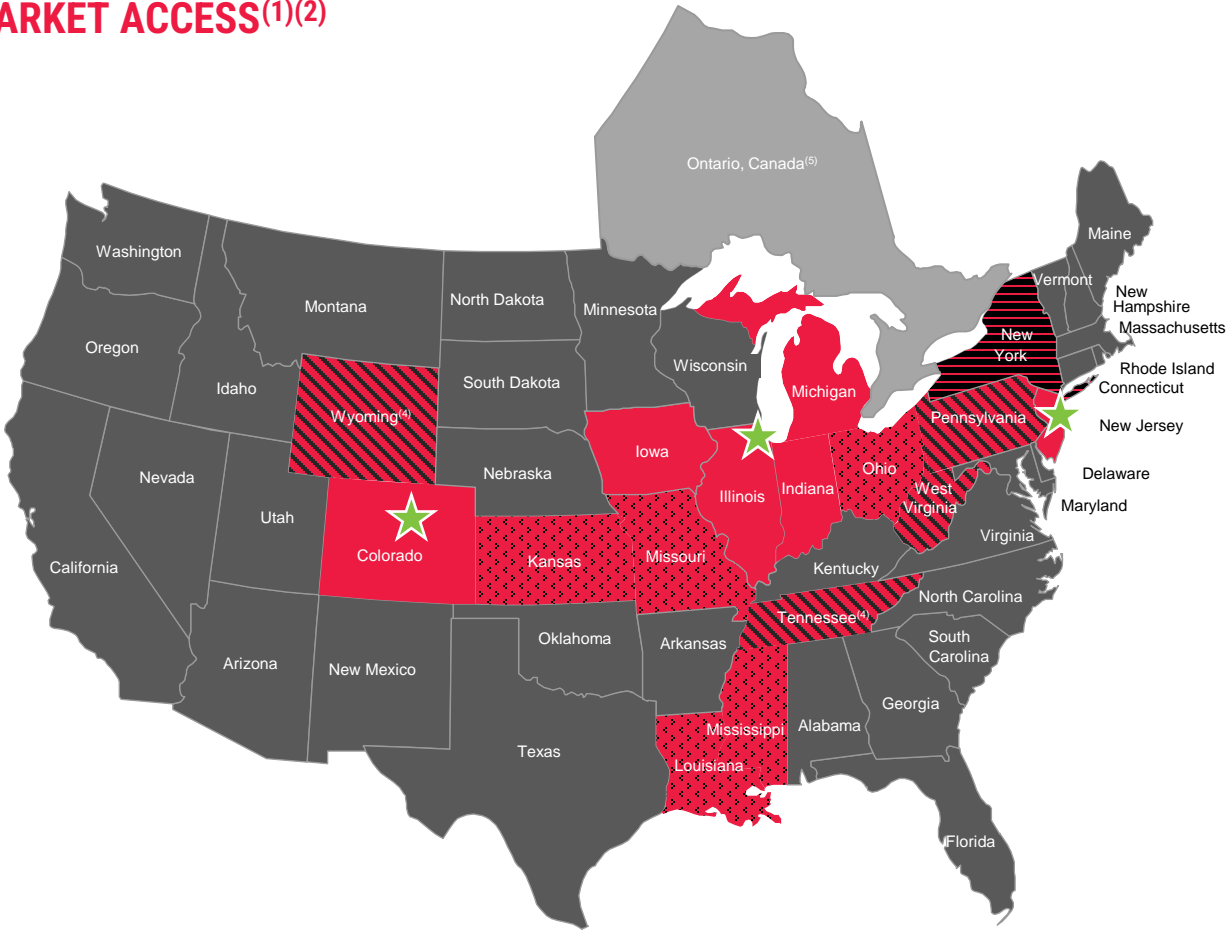 ARKET ACCESS(1)(2)
Ontario, Canada(5)
Washington
Maine
Montana
North Dakota
Minnesota
Vermont
New
Hampshire
Massachusetts
Oregon
Wisconsin
New
York
Idaho
South Dakota
Michigan
Rhode Island
Connecticut
Wyoming(4)
Pennsylvania
New Jersey
Iowa
Ohio
Nevada
Nebraska
Illinois
Indiana
West
Virginia
Delaware
Maryland
Utah
Colorado
Kansas
Missouri
Virginia
California
Kentucky
North Carolina
Tennessee(4)
Oklahoma
Arkansas
South
Carolina
Arizona
New Mexico
Georgia
Mississippi
Alabama
Texas
Louisiana
Florida